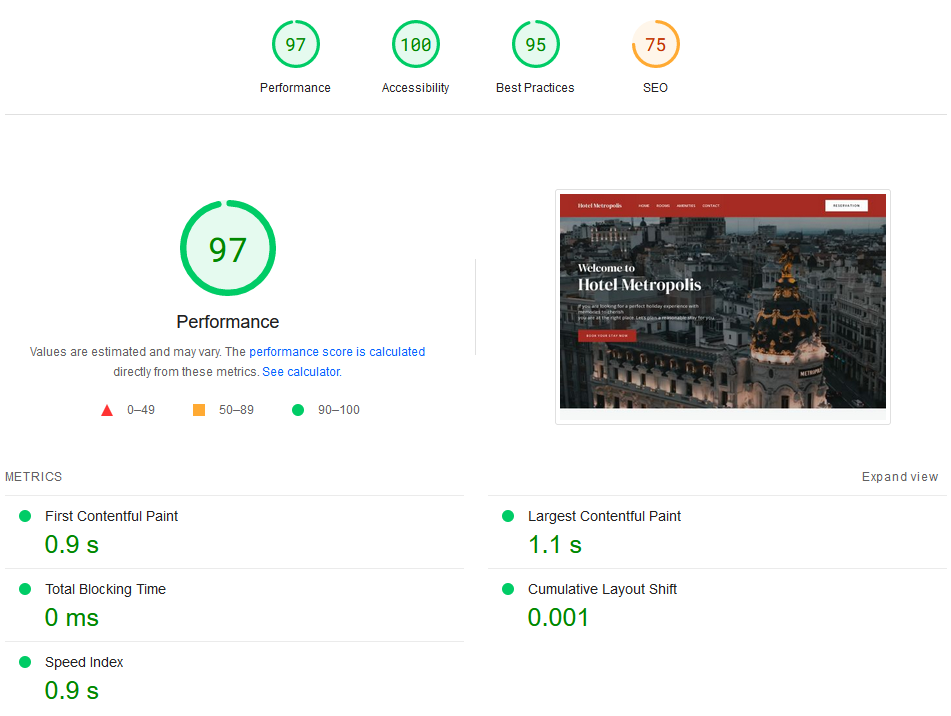 97
100
95
75
Performance
Accessibility
Best Practices
SEO
97
Performance
Values are estimated and may vary. The performance score is calculated
directly from these metrics. See calculator.
0–49
50–89
90–100
Hotel Metropolis
HOME
ROOMS
AMENITIES
CONTACT
RESERVATION
Welcome to
Hotel Metropolis
If you are looking for a perfect holiday experience with
memories to cherish
you are at the right place. Let's plan a reasonable stay for you.
BOOK YOUR STAY NOW
METROPOLIS
METRICS
Expand view
First Contentful Paint
0.9 s
Largest Contentful Paint
1.1 s
Total Blocking Time
0 ms
Cumulative Layout Shift
0.001
Speed Index
0.9 s